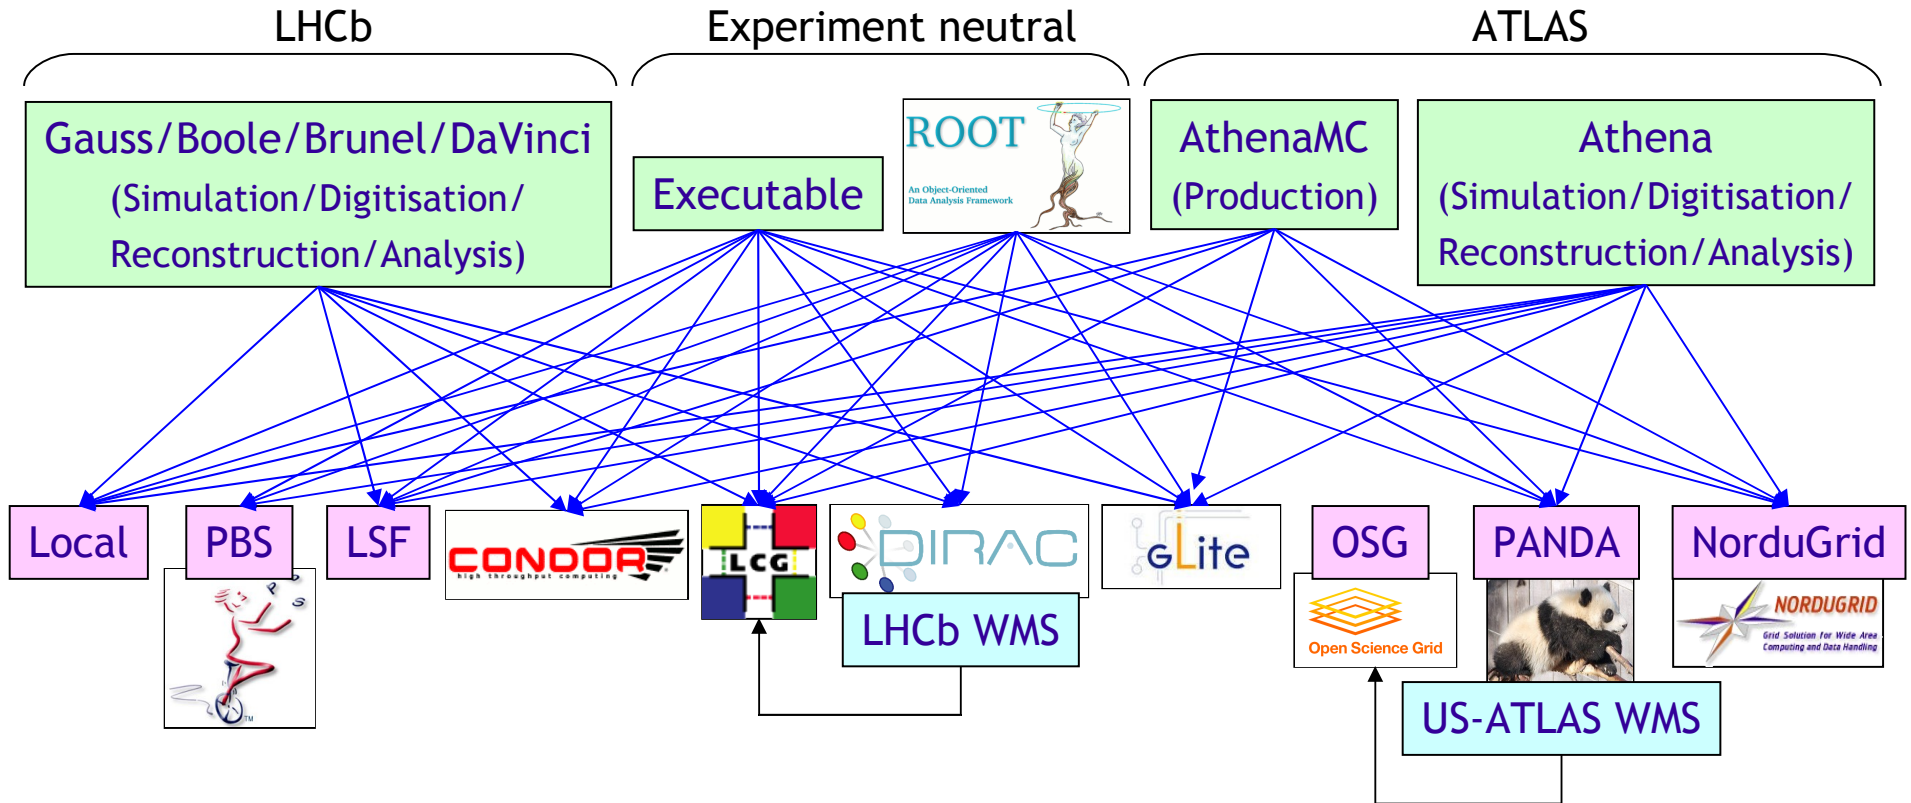 LHCb
Experiment neutral
ATLAS
Gauss/Boole/Brunel/DaVinci
(Simulation/Digitisation/
Reconstruction/Analysis)
Executable
ROOT
An Object-Oriented
Data Analysis Framework
AthenaMC
(Production)
Athena
(Simulation/Digitisation/
Reconstruction/Analysis)
Local
PBS
LSF
CONDOR
high throughput computing
LCG
DIRAC
gLite
OSG
PANDA
NorduGrid
P P S
TM
LHCb WMS
Open Science Grid
NORDUGRID
Grid Solution for Wide Area
Computing and Data Handling
US-ATLAS WMS